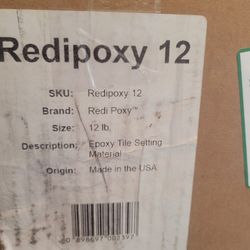 Redipoxy 12
SKU: Redipoxy 12
Brand: Redi Poxy™
Size: 12 lb.
Description: Epoxy Tile Setting
Material
Origin: Made in the USA